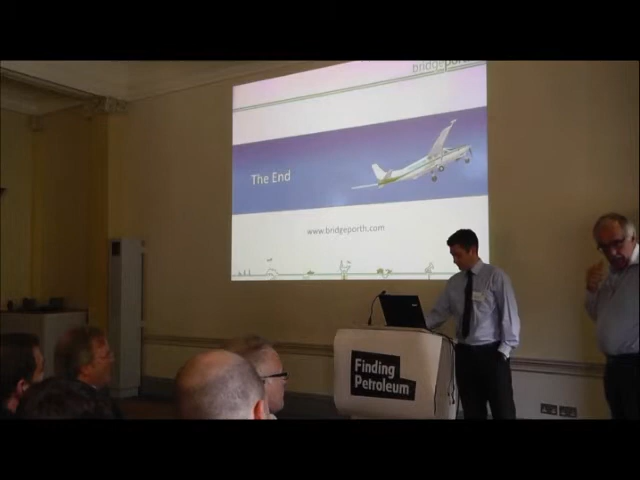 bridgeporth
The End
www.bridgeporth.com
Finding
Petroleum